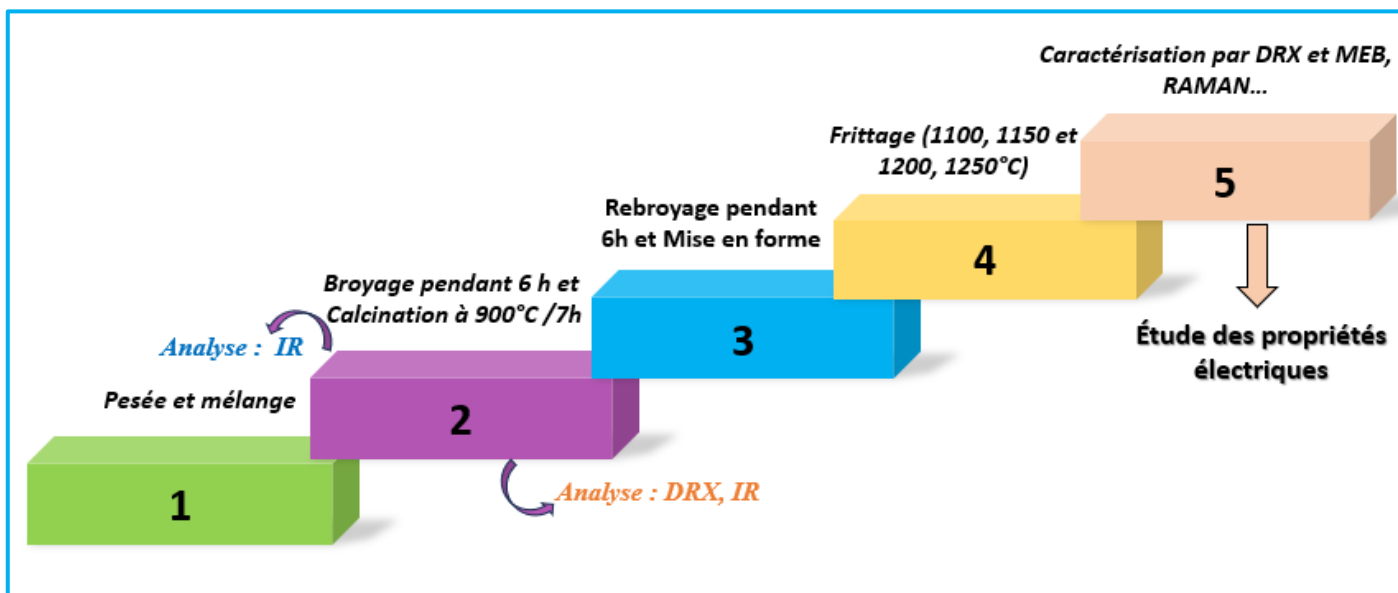 Pesée et mélange
1
Analyse : IR
Broyage pendant 6 h et
Calcination à 900°C /7h
2
Analyse : DRX, IR
Rebroyage pendant
6h et Mise en forme
3
Frittage (1100, 1150 et
1200, 1250°C)
4
Caractérisation par DRX et MEB,
RAMAN...
5
Étude des propriétés
électriques